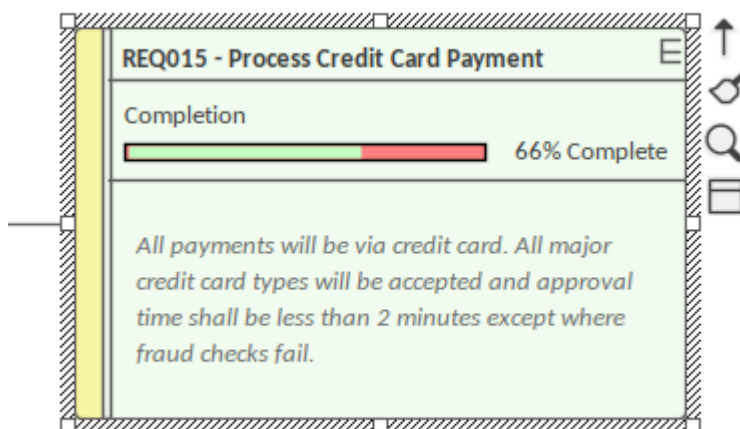 REQ015 - Process Credit Card Payment
Completion
66% Complete
All payments will be via credit card. All major
credit card types will be accepted and approval
time shall be less than 2 minutes except where
fraud checks fail.